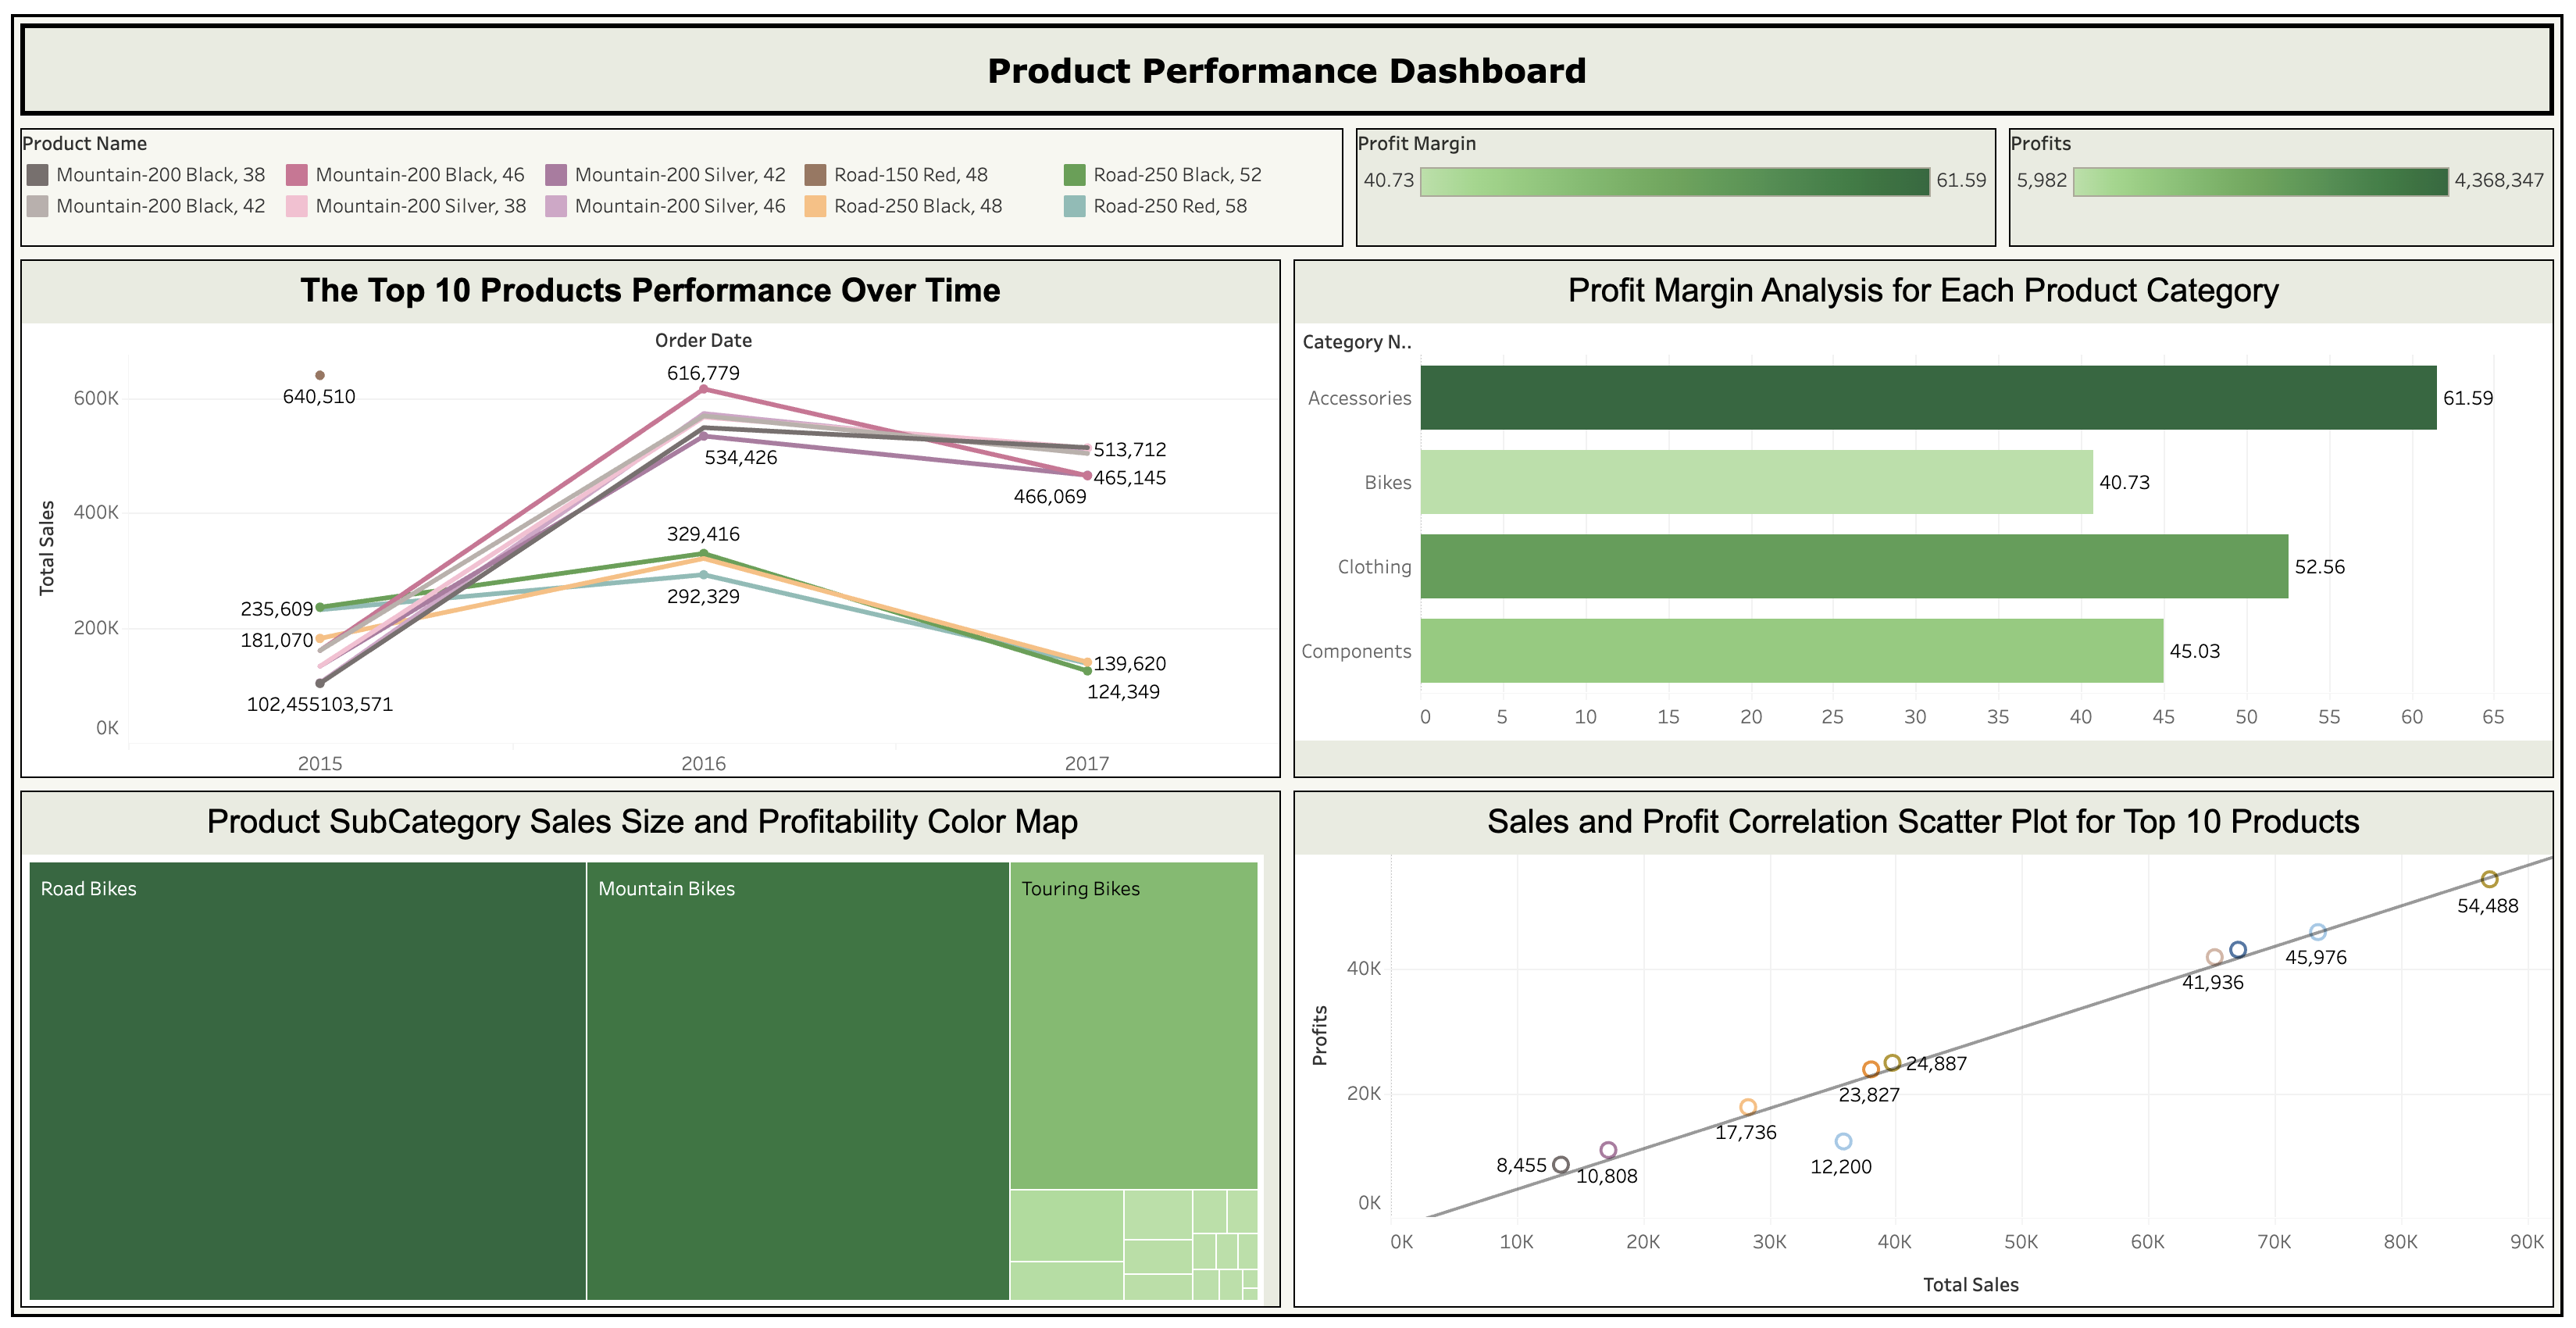 Product Performance Dashboard
Product Name
Mountain-200 Black, 38 Mountain-200 Black, 46 Mountain-200 Silver, 42 Road-150 Red, 48 Road-250 Black, 52
Mountain-200 Black, 42 Mountain-200 Silver, 38 Mountain-200 Silver, 46 Road-250 Black, 48 Road-250 Red, 58
Profit Margin
40.73 61.59
Profits
5,982 4,368,347
The Top 10 Products Performance Over Time
Order Date
616,779
640,510
600K
513,712
534,426
465,145
466,069
400K
329,416
292,329
235,609
200K
181,070
139,620
124,349
102,455103,571
0K
Total Sales
2015 2016 2017
Profit Margin Analysis for Each Product Category
Category N..
Accessories 61.59
Bikes 40.73
Clothing 52.56
Components 45.03
0 5 10 15 20 25 30 35 40 45 50 55 60 65
Product SubCategory Sales Size and Profitability Color Map
Road Bikes Mountain Bikes Touring Bikes
Sales and Profit Correlation Scatter Plot for Top 10 Products
54,488
45,976
40K
41,936
24,887
20K
23,827
17,736
12,200
8,455
10,808
0K
Profits
0K 10K 20K 30K 40K 50K 60K 70K 80K 90K
Total Sales